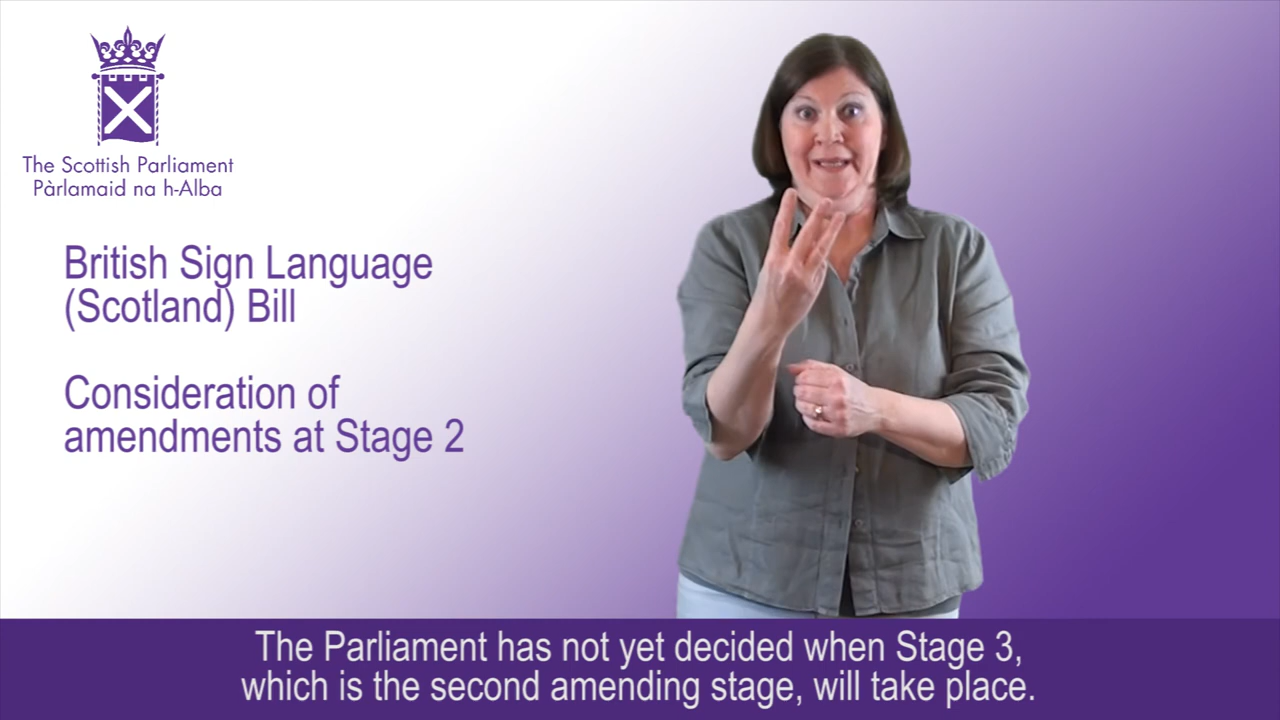 The Scottish Parliament
Pàrlamaid na h-Alba
British Sign Language
(Scotland) Bill
Consideration of
amendments at Stage 2
The Parliament has not yet decided when Stage 3,
which is the second amending stage, will take place.